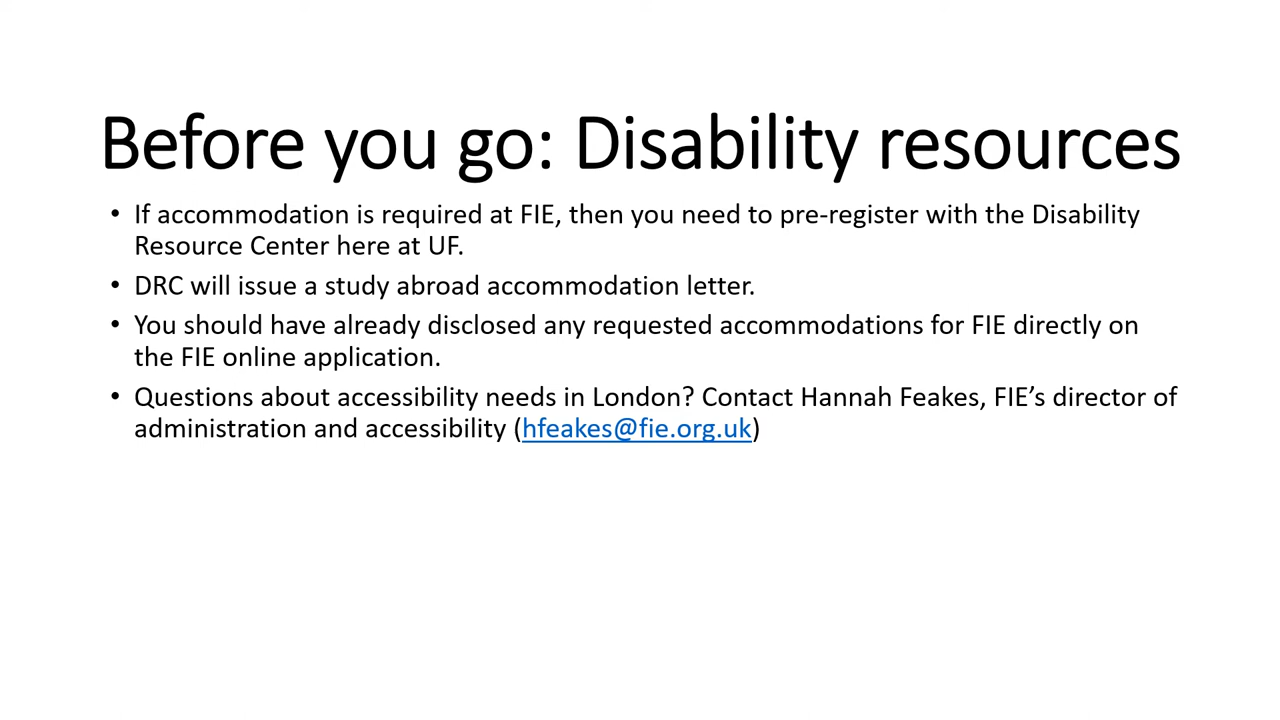 Before you go: Disability resources
• If accommodation is required at FIE, then you need to pre-register with the Disability
Resource Center here at UF.
• DRC will issue a study abroad accommodation letter.
• You should have already disclosed any requested accommodations for FIE directly on
the FIE online application.
• Questions about accessibility needs in London? Contact Hannah Feakes, FIE’s director of
administration and accessibility (hfeakes@fie.org.uk)